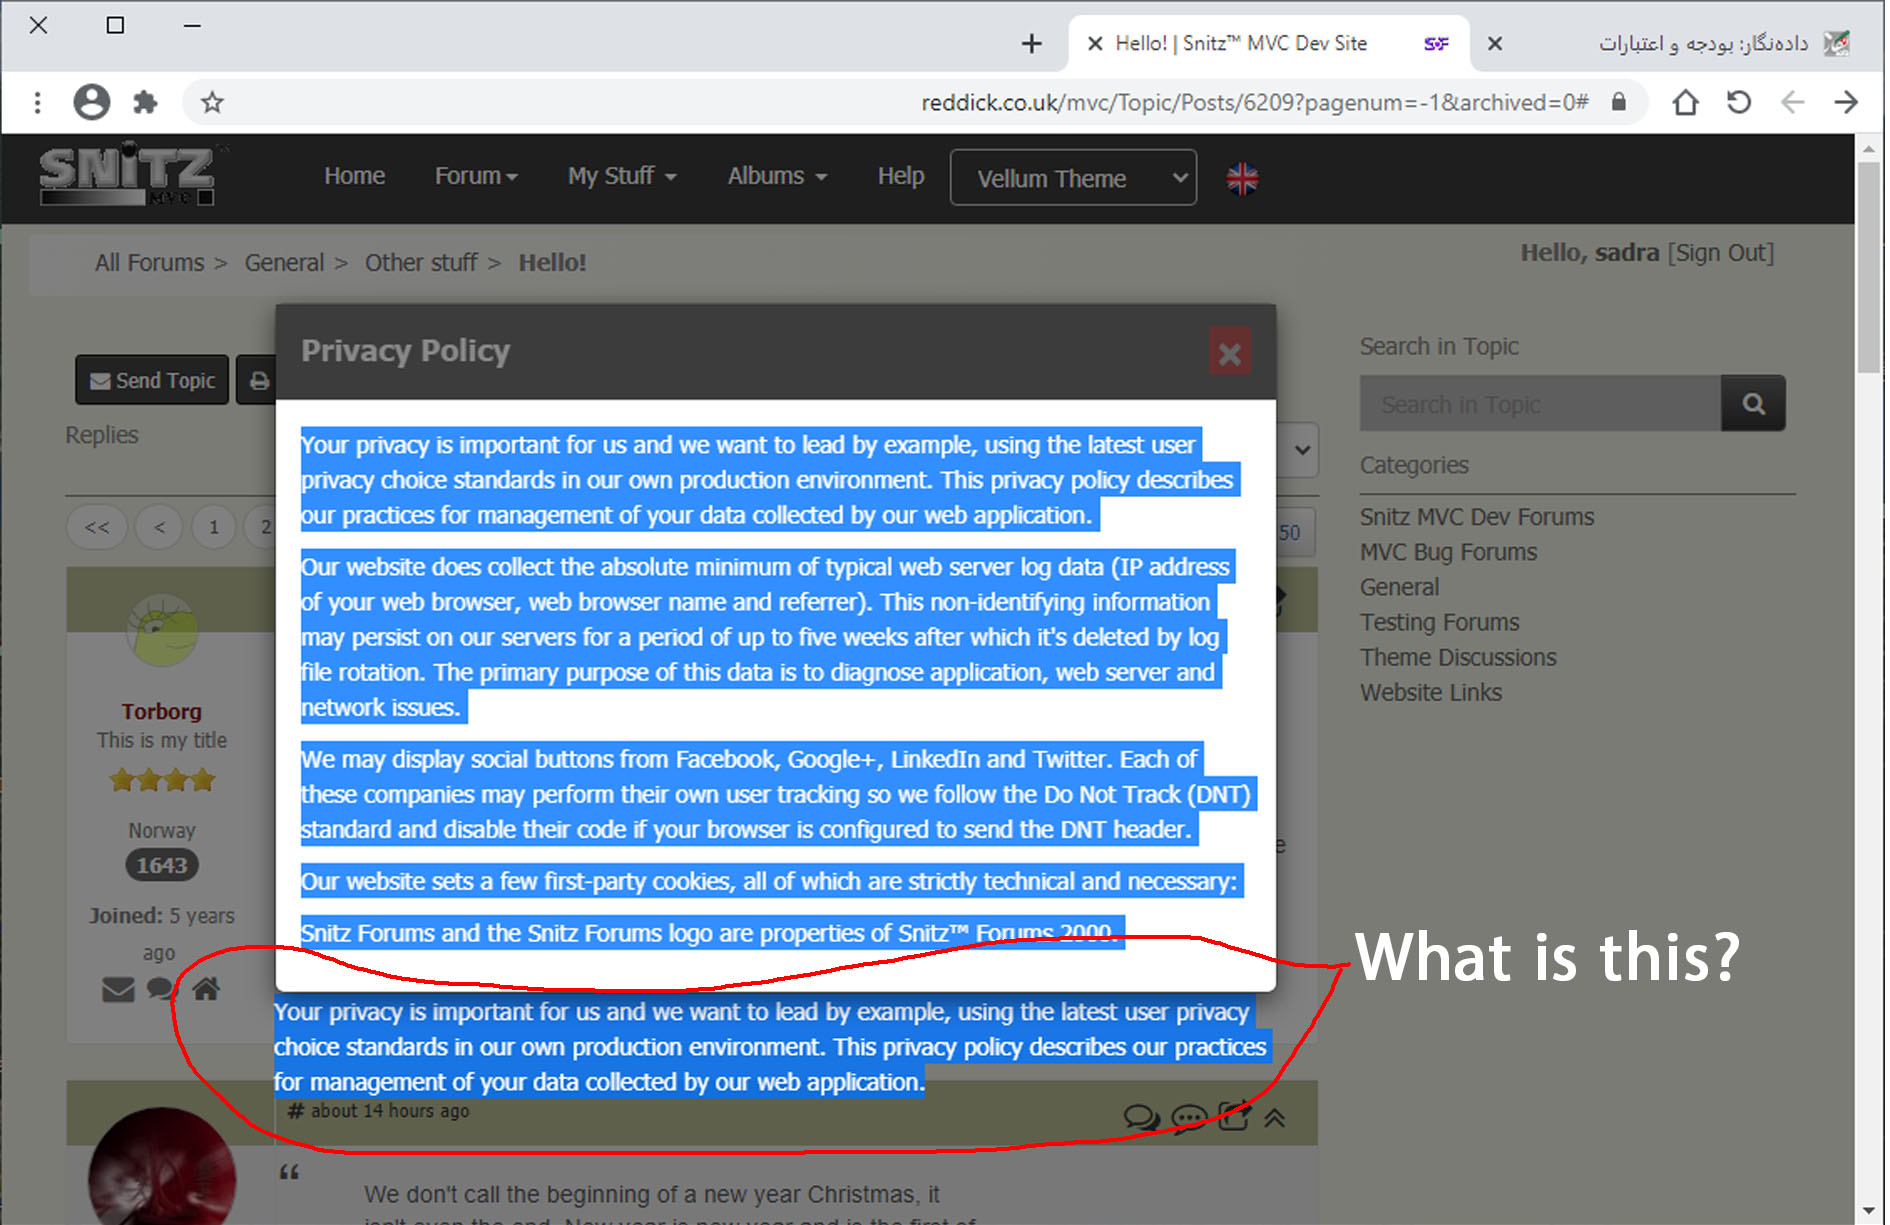 Hello! | Snitz™ MVC Dev Site
داده‌نگار: بودجه و اعتبارات
reddick.co.uk/mvc/Topic/Posts/6209?pagenum=-1&archived=0#
SNiTZ™
MVC
Home Forum My Stuff Albums Help Vellum Theme
All Forums > General > Other stuff > Hello!
Hello, sadra [Sign Out]
Privacy Policy
Send Topic
Replies
<< < 1 2
50
Your privacy is important for us and we want to lead by example, using the latest user
privacy choice standards in our own production environment. This privacy policy describes
our practices for management of your data collected by our web application.
Our website does collect the absolute minimum of typical web server log data (IP address
of your web browser, web browser name and referrer). This non-identifying information
may persist on our servers for a period of up to five weeks after which it's deleted by log
file rotation. The primary purpose of this data is to diagnose application, web server and
network issues.
We may display social buttons from Facebook, Google+, LinkedIn and Twitter. Each of
these companies may perform their own user tracking so we follow the Do Not Track (DNT)
standard and disable their code if your browser is configured to send the DNT header.
Our website sets a few first-party cookies, all of which are strictly technical and necessary:
Snitz Forums and the Snitz Forums logo are properties of Snitz™ Forums 2000.
Your privacy is important for us and we want to lead by example, using the latest user privacy
choice standards in our own production environment. This privacy policy describes our practices
for management of your data collected by our web application.
What is this?
Search in Topic
Search in Topic
Categories
Snitz MVC Dev Forums
MVC Bug Forums
General
Testing Forums
Theme Discussions
Website Links
Torborg
This is my title
Norway
1643
Joined: 5 years
ago
# about 14 hours ago
We don't call the beginning of a new year Christmas, it